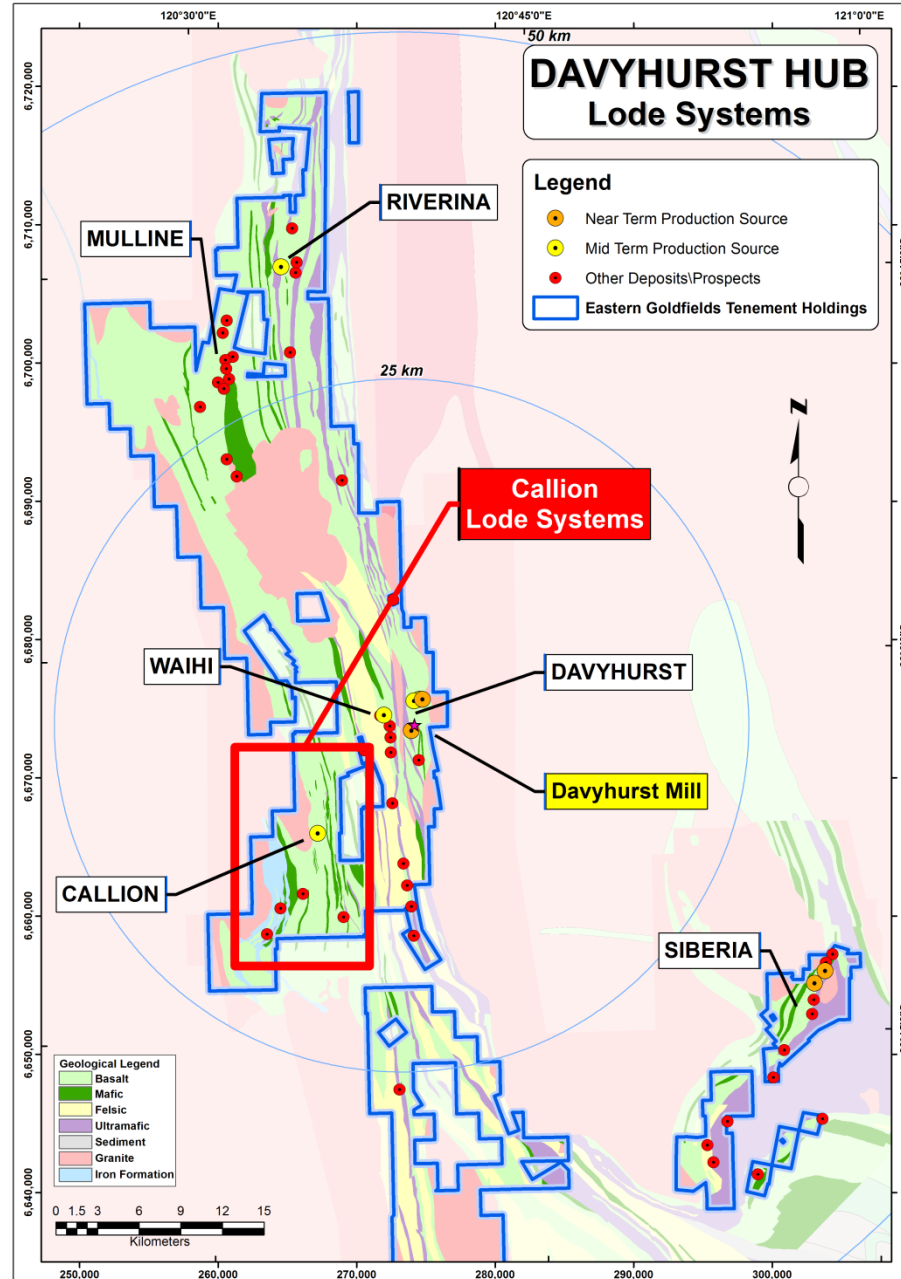 120°30'0"E
120°45'0"E
121°0'0"E
50 km
DAVYHURST HUB
Lode Systems
Legend
Near Term Production Source
Mid Term Production Source
Other Deposits\Prospects
Eastern Goldfields Tenement Holdings
RIVERINA
MULLINE
25 km
Z
Callion
Lode Systems
WAIHI
DAVYHURST
Davyhurst Mill
CALLION
SIBERIA
6,720,000
6,710,000
6,700,000
6,690,000
6,680,000
6,670,000
6,660,000
6,650,000
6,640,000
Geological Legend
Basalt
Mafic
Felsic
Ultramafic
Sediment
Granite
Iron Formation
0 1.5 3 6 9 12 15
Kilometers
250,000
260,000
270,000
280,000
290,000
300,000